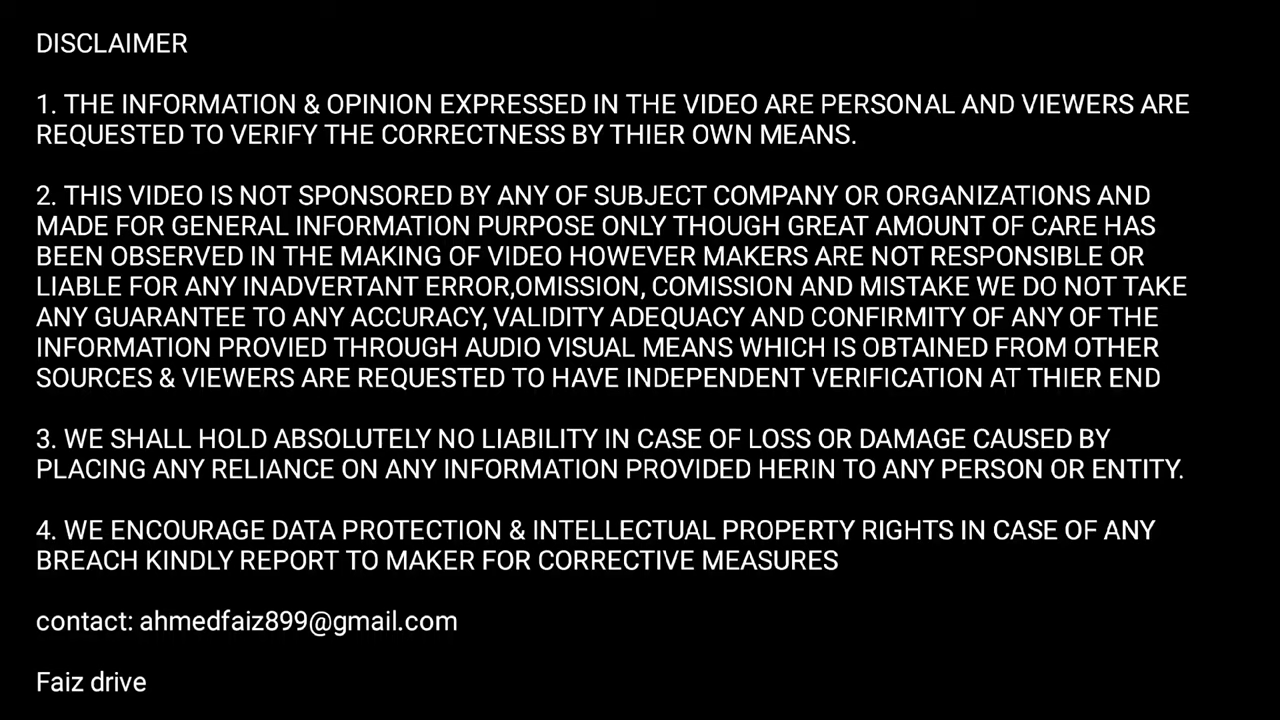 DISCLAIMER
1. THE INFORMATION & OPINION EXPRESSED IN THE VIDEO ARE PERSONAL AND VIEWERS ARE
REQUESTED TO VERIFY THE CORRECTNESS BY THIER OWN MEANS.
2. THIS VIDEO IS NOT SPONSORED BY ANY OF SUBJECT COMPANY OR ORGANIZATIONS AND
MADE FOR GENERAL INFORMATION PURPOSE ONLY THOUGH GREAT AMOUNT OF CARE HAS
BEEN OBSERVED IN THE MAKING OF VIDEO HOWEVER MAKERS ARE NOT RESPONSIBLE OR
LIABLE FOR ANY INADVERTANT ERROR,OMISSION, COMISSION AND MISTAKE WE DO NOT TAKE
ANY GUARANTEE TO ANY ACCURACY, VALIDITY ADEQUACY AND CONFIRMITY OF ANY OF THE
INFORMATION PROVIED THROUGH AUDIO VISUAL MEANS WHICH IS OBTAINED FROM OTHER
SOURCES & VIEWERS ARE REQUESTED TO HAVE INDEPENDENT VERIFICATION AT THIER END
3. WE SHALL HOLD ABSOLUTELY NO LIABILITY IN CASE OF LOSS OR DAMAGE CAUSED BY
PLACING ANY RELIANCE ON ANY INFORMATION PROVIDED HERIN TO ANY PERSON OR ENTITY.
4. WE ENCOURAGE DATA PROTECTION & INTELLECTUAL PROPERTY RIGHTS IN CASE OF ANY
BREACH KINDLY REPORT TO MAKER FOR CORRECTIVE MEASURES
contact: ahmedfaiz899@gmail.com
Faiz drive